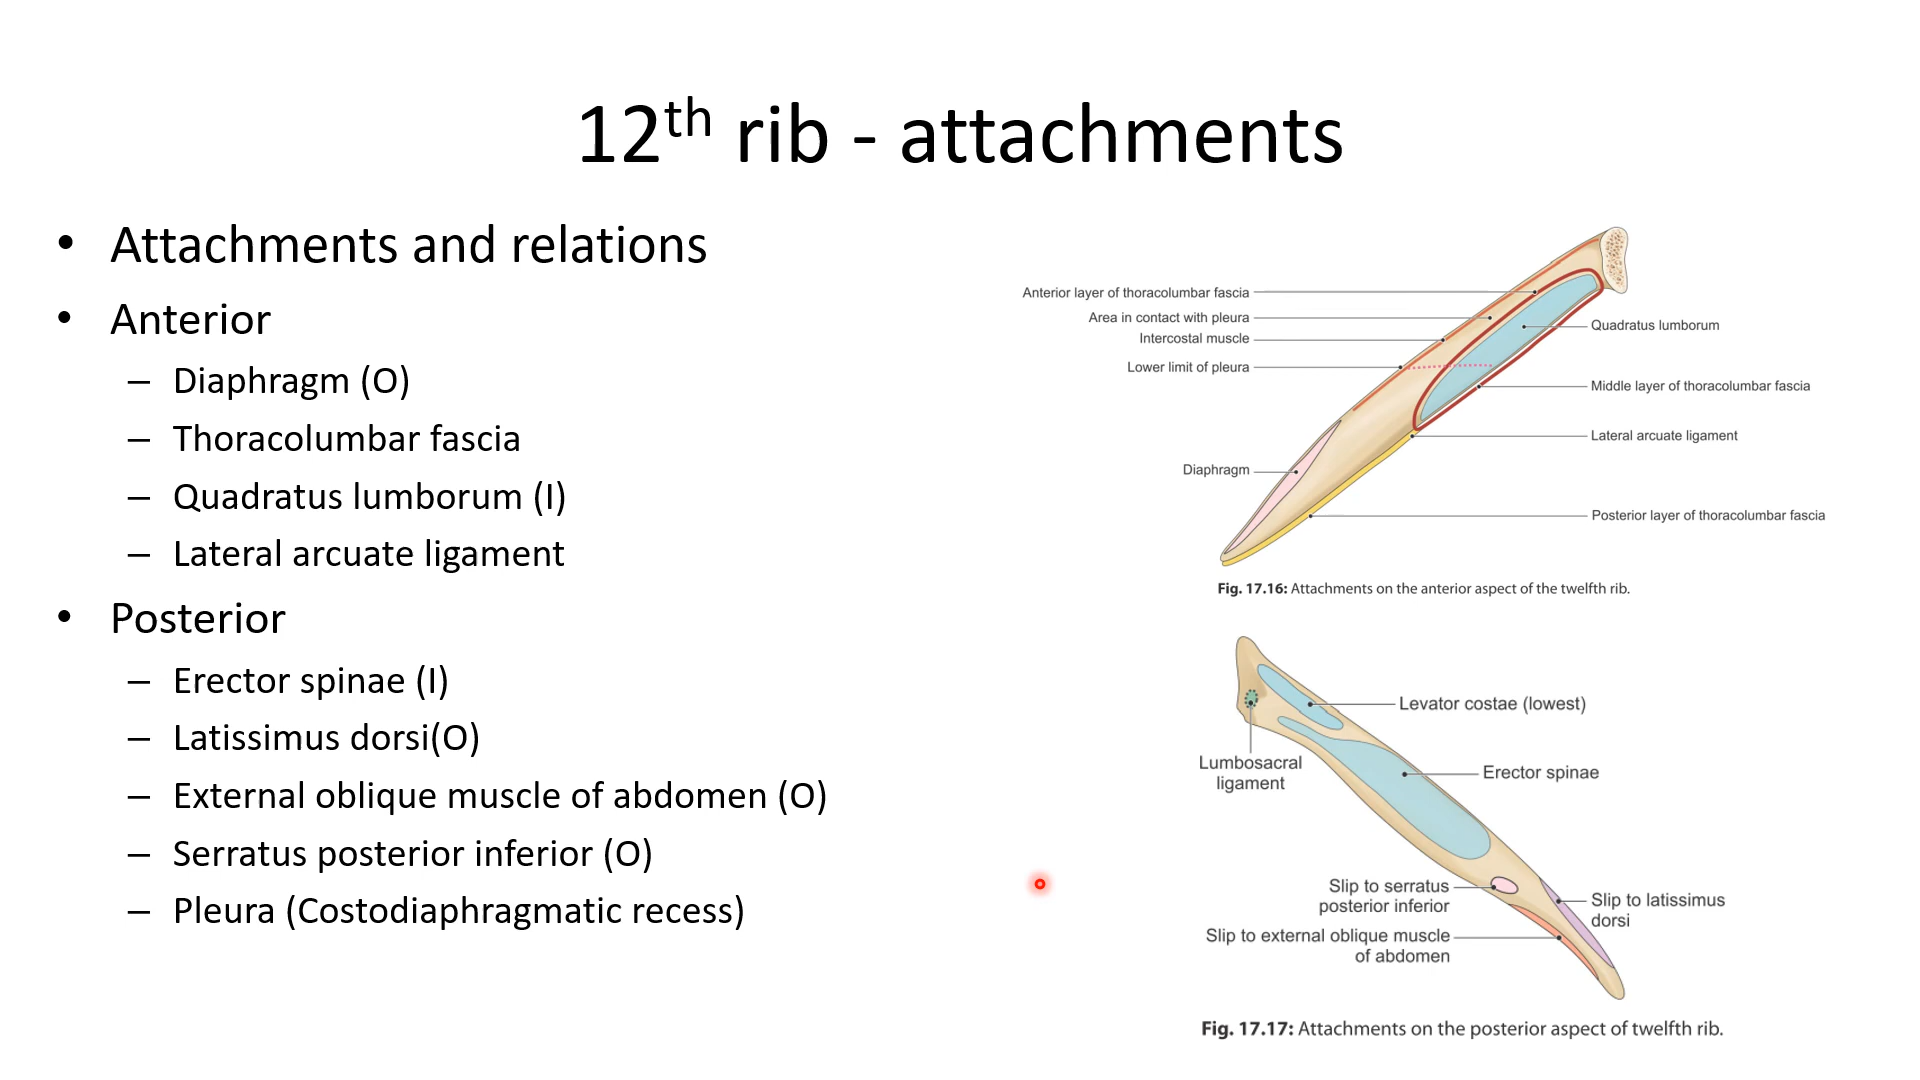 12th rib - attachments
• Attachments and relations
• Anterior
– Diaphragm (O)
– Thoracolumbar fascia
– Quadratus lumborum (I)
– Lateral arcuate ligament
• Posterior
– Erector spinae (I)
– Latissimus dorsi(O)
– External oblique muscle of abdomen (O)
– Serratus posterior inferior (O)
– Pleura (Costodiaphragmatic recess)
Anterior layer of thoracolumbar fascia
Area in contact with pleura
Intercostal muscle
Lower limit of pleura
Diaphragm
Quadratus lumborum
Middle layer of thoracolumbar fascia
Lateral arcuate ligament
Posterior layer of thoracolumbar fascia
Fig. 17.16: Attachments on the anterior aspect of the twelfth rib.
Levator costae (lowest)
Lumbosacral
ligament
Erector spinae
Slip to serratus
posterior inferior
Slip to latissimus
dorsi
Slip to external oblique muscle
of abdomen
Fig. 17.17: Attachments on the posterior aspect of twelfth rib.